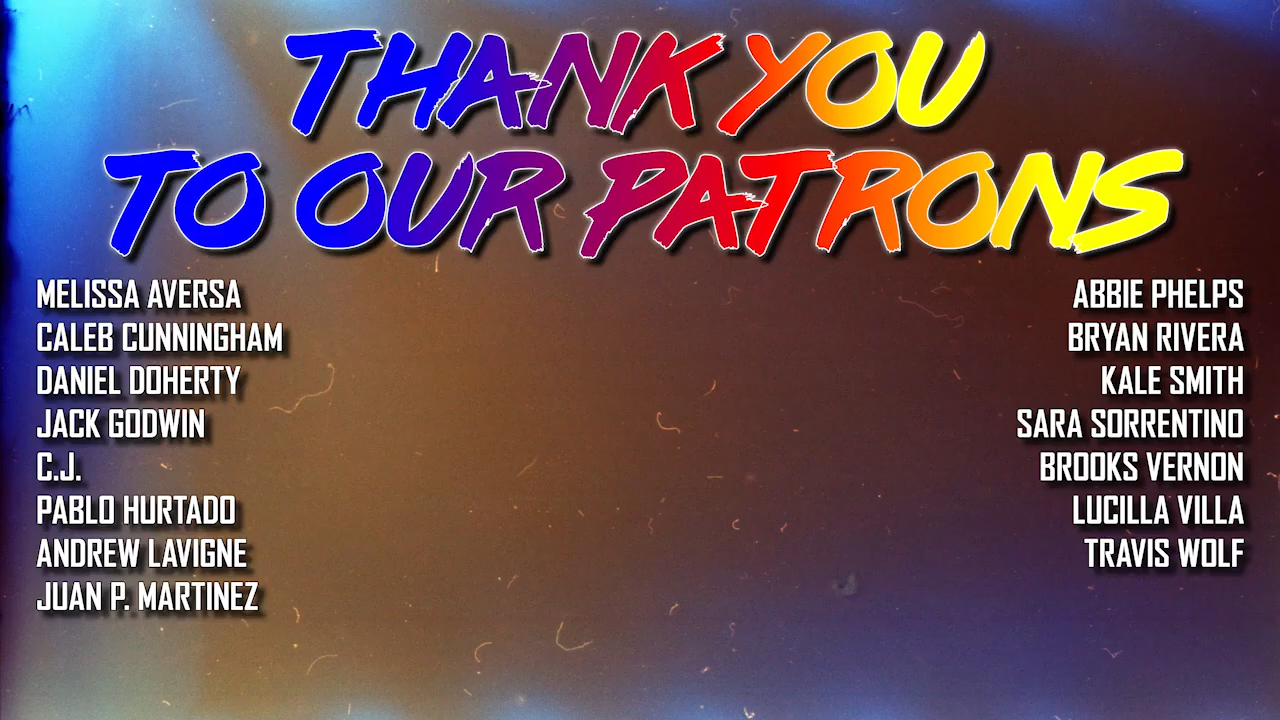 THANK YOU
TO OUR PATRONS
MELISSA AVERSA
CALEB CUNNINGHAM
DANIEL DOHERTY
JACK GODWIN
C.J.
PABLO HURTADO
ANDREW LAVIGNE
JUAN P. MARTINEZ
ABBIE PHELPS
BRYAN RIVERA
KALE SMITH
SARA SORRENTINO
BROOKS VERNON
LUCILLA VILLA
TRAVIS WOLF